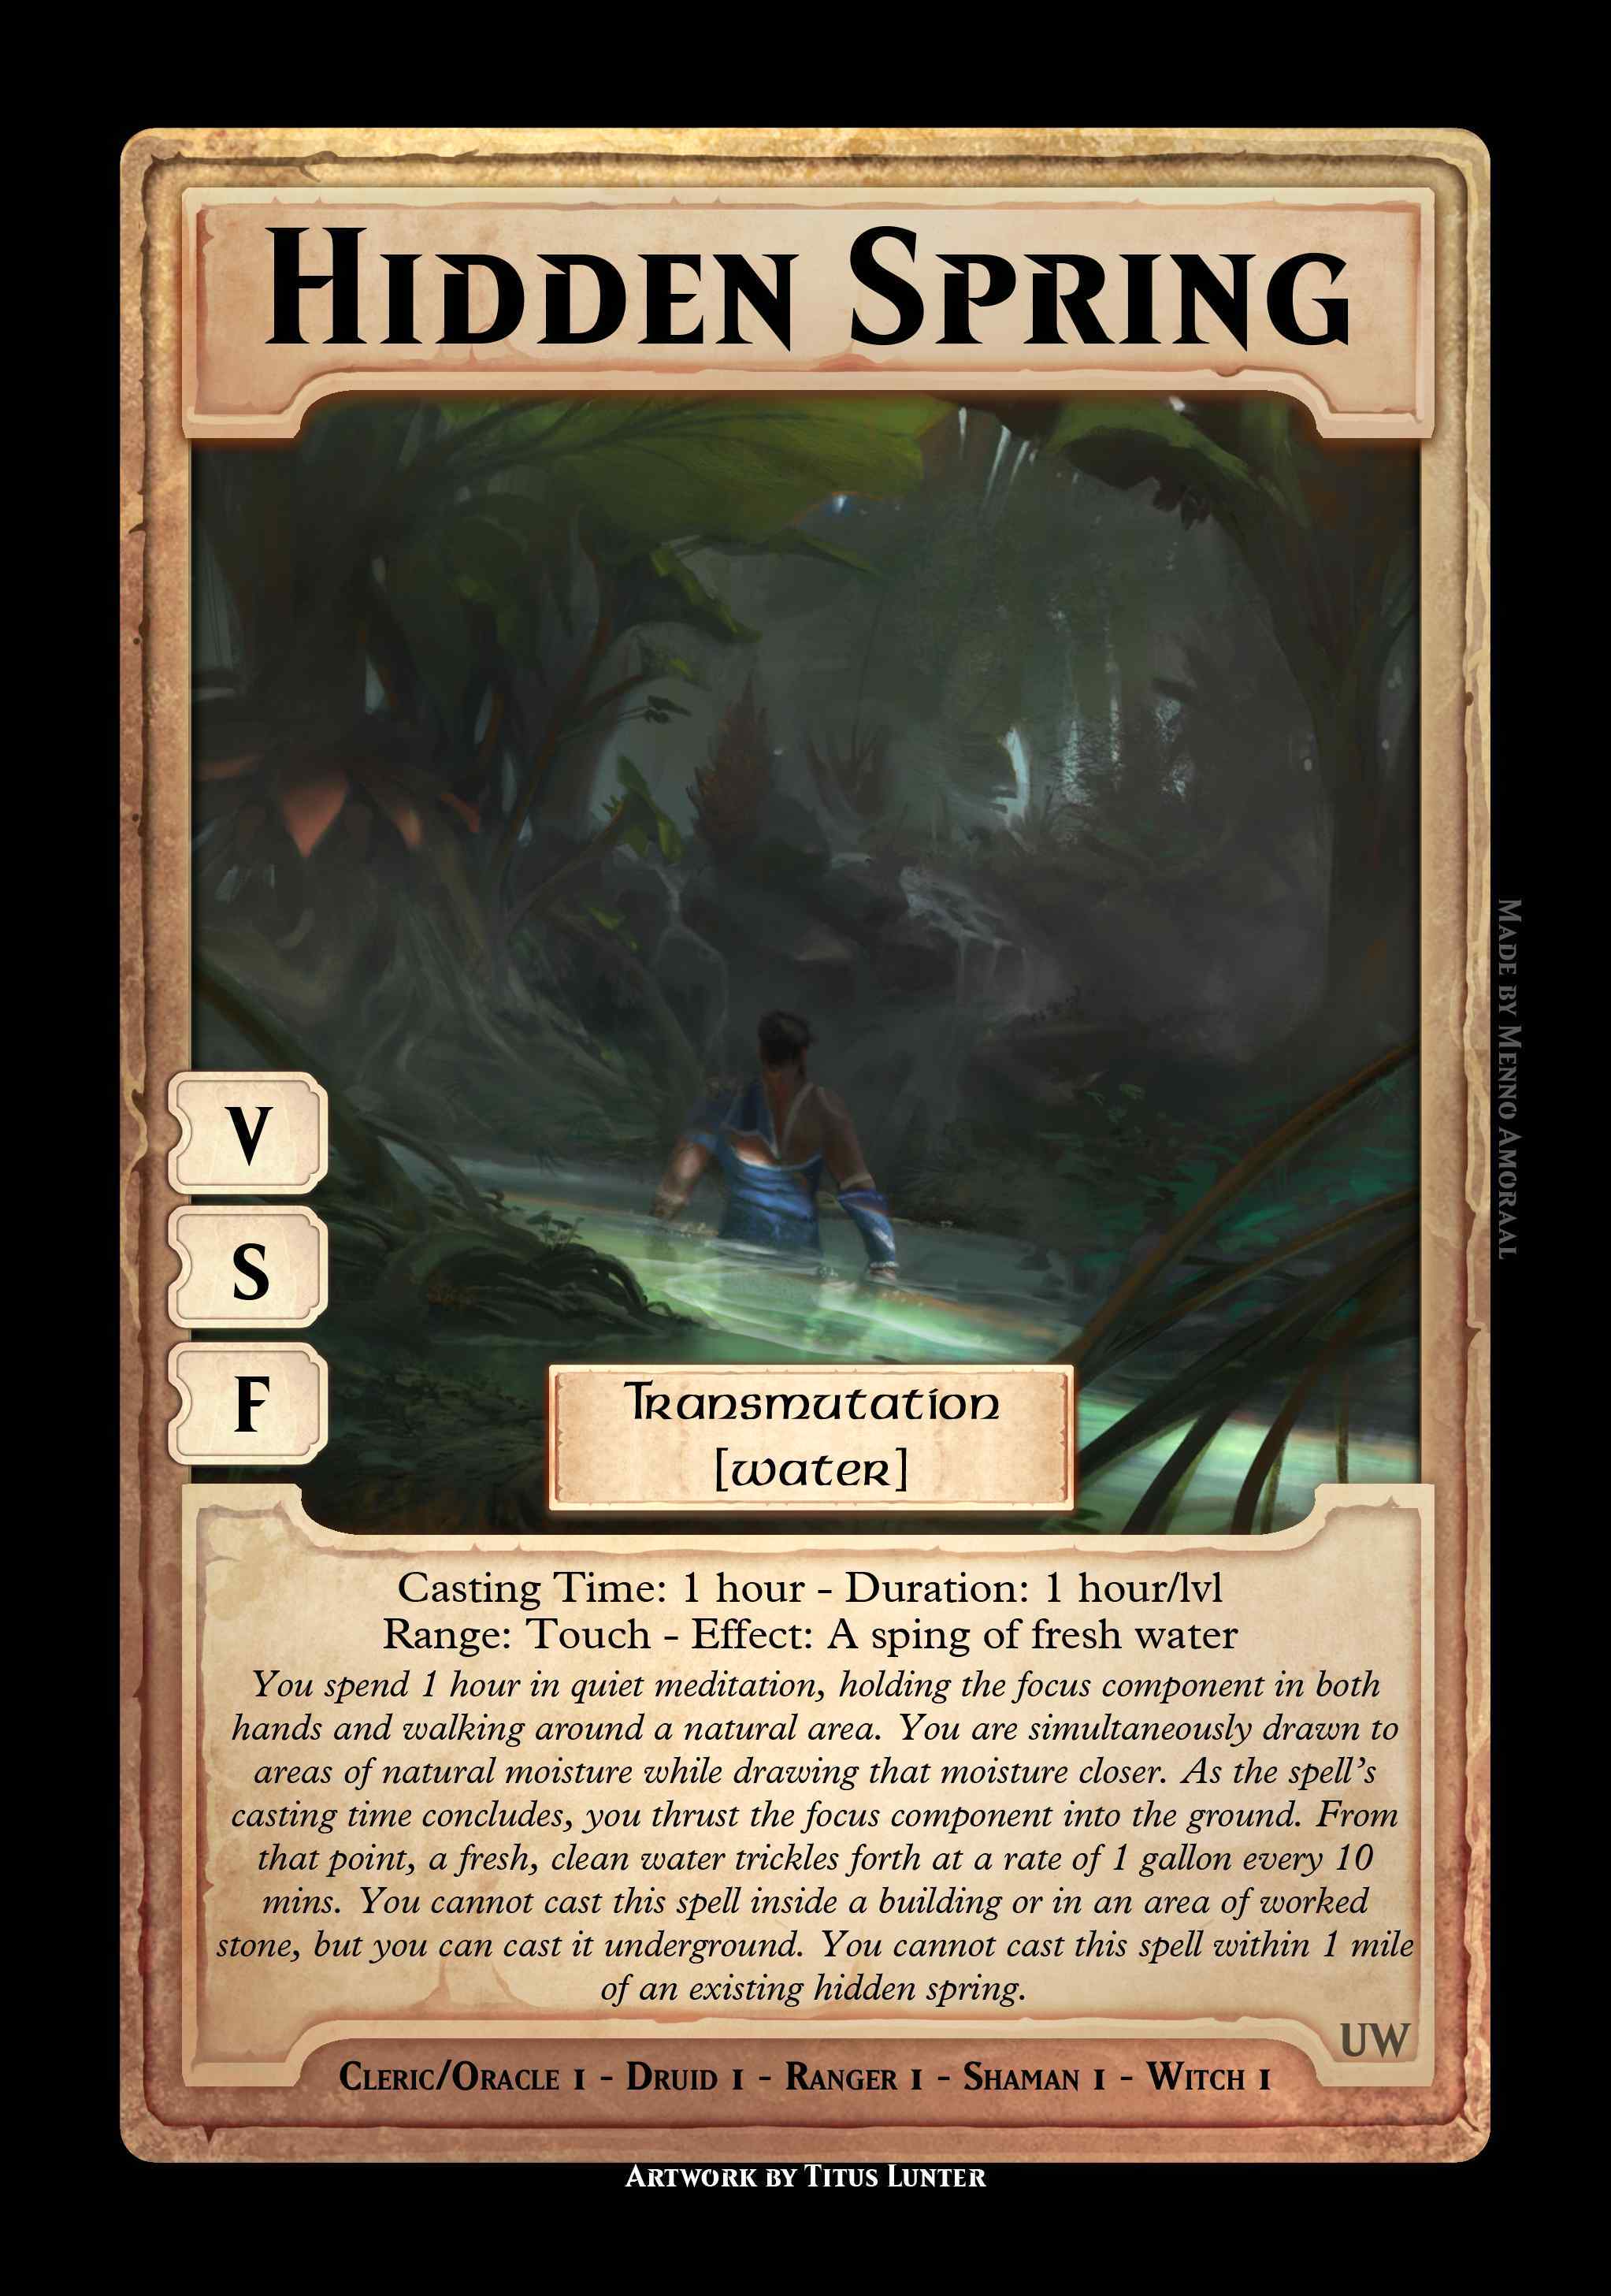 Hidden Spring
V
S
F
Transmutation
[water]
Casting Time: 1 hour - Duration: 1 hour/lvl
Range: Touch - Effect: A sping of fresh water
You spend 1 hour in quiet meditation, holding the focus component in both
hands and walking around a natural area. You are simultaneously drawn to
areas of natural moisture while drawing that moisture closer. As the spell's
casting time concludes, you thrust the focus component into the ground. From
that point, a fresh, clean water trickles forth at a rate of 1 gallon every 10
mins. You cannot cast this spell inside a building or in an area of worked
stone, but you can cast it underground. You cannot cast this spell within 1 mile
of an existing hidden spring.
UW
Cleric/Oracle 1 - Druid 1 - Ranger 1 - Shaman 1 - Witch 1
Artwork by Titus Lunter
Made by Menno Amoraal